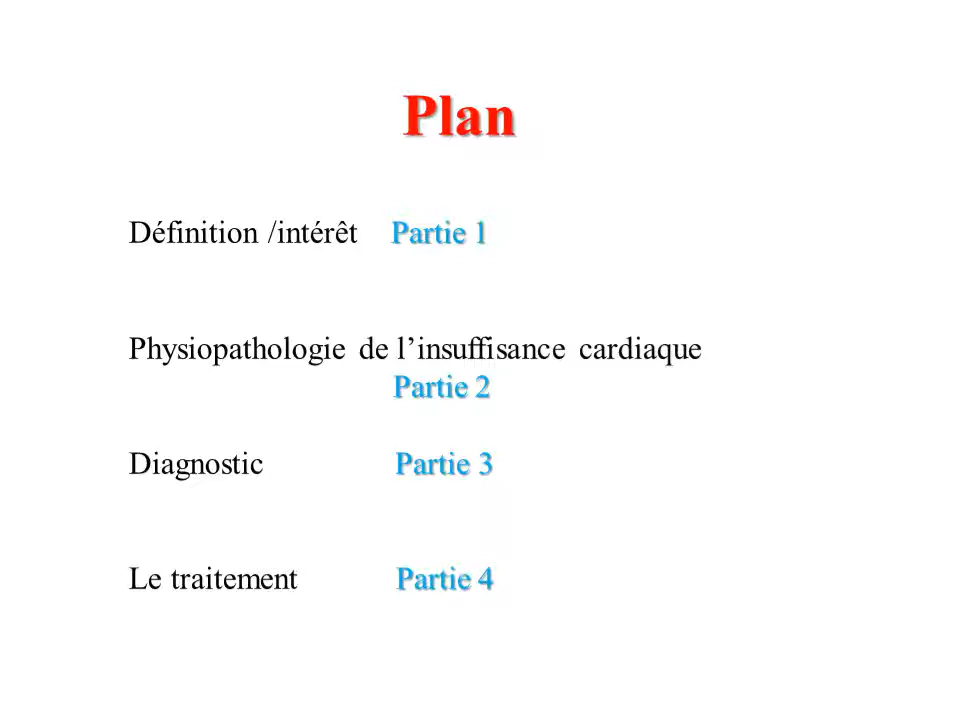 Plan
Définition /intérêt Partie 1
Physiopathologie de l’insuffisance cardiaque
Partie 2
Diagnostic Partie 3
Le traitement Partie 4